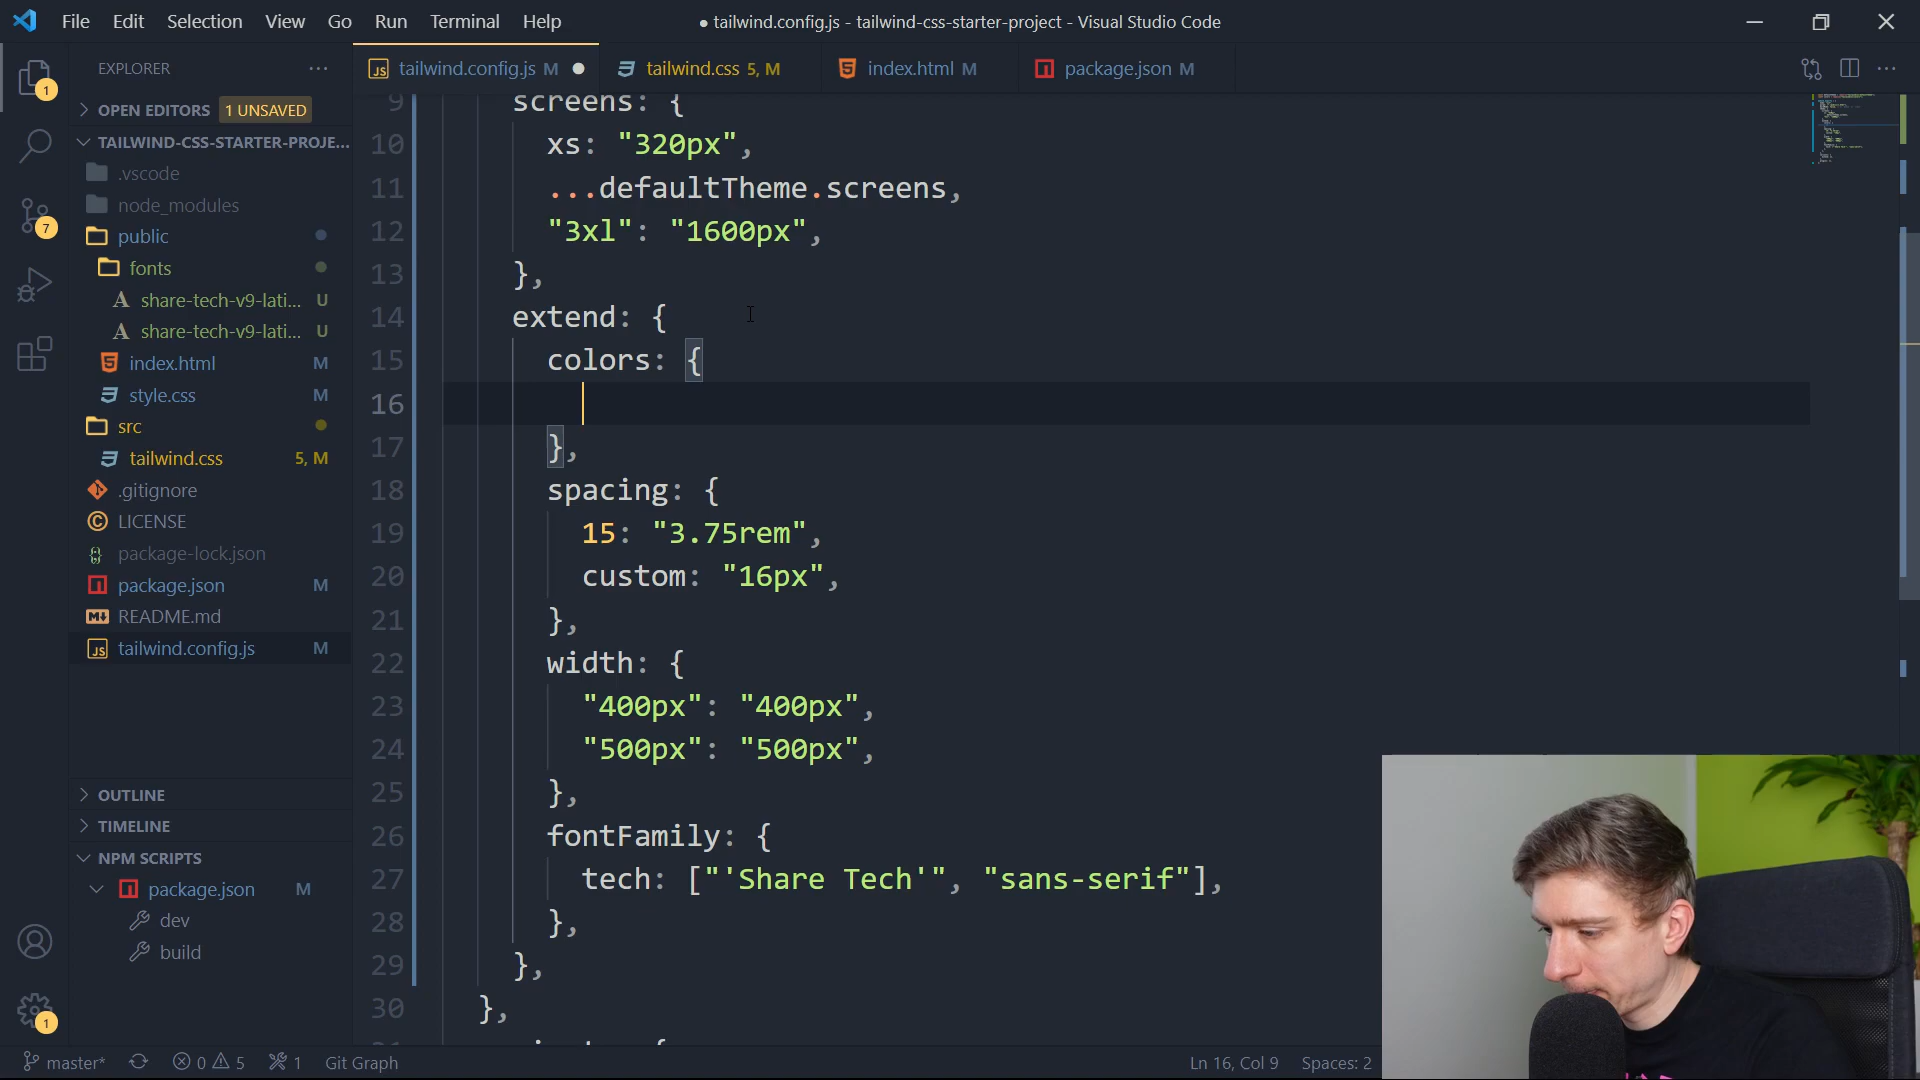 File Edit Selection View Go Run Terminal Help
● tailwind.config.js - tailwind-css-starter-project - Visual Studio Code
EXPLORER
OPEN EDITORS 1 UNSAVED
TAILWIND-CSS-STARTER-PROJE...
.vscode
node_modules
public
fonts
share-tech-v9-lati... U
share-tech-v9-lati... U
index.html M
style.css M
src
tailwind.css 5, M
.gitignore
LICENSE
package-lock.json
package.json M
README.md
tailwind.config.js M
OUTLINE
TIMELINE
NPM SCRIPTS
package.json M
dev
build
1
7
1
tailwind.config.js M tailwind.css 5, M index.html M package.json M
9 screens: {
10 xs: "320px",
11 ...defaultTheme.screens,
12 "3xl": "1600px",
13 },
14 extend: {
15 colors: {
16
17 },
18 spacing: {
19 15: "3.75rem",
20 custom: "16px",
21 },
22 width: {
23 "400px": "400px",
24 "500px": "500px",
25 },
26 fontFamily: {
27 tech: ["'Share Tech'", "sans-serif"],
28 },
29 },
30 },
master* 0 5 1 Git Graph Ln 16, Col 9 Spaces: 2